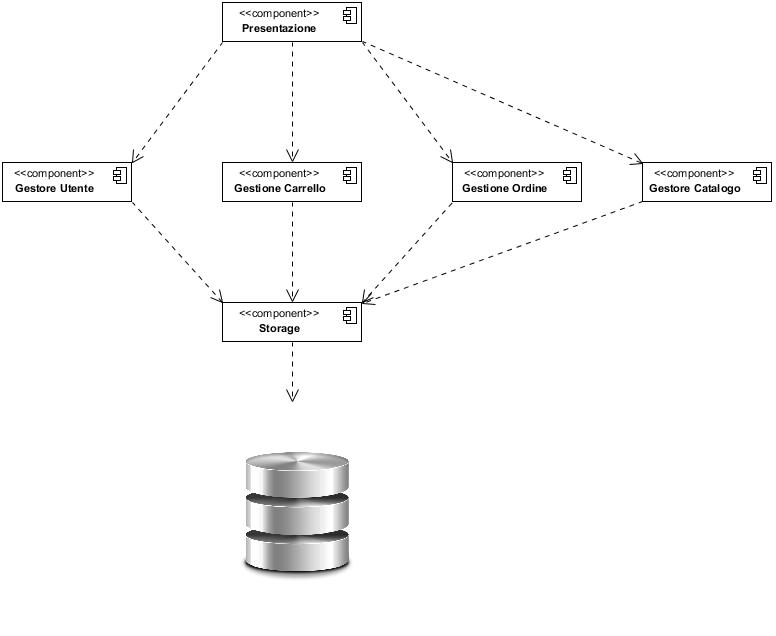 <<component>>
Presentazione
<<component>>
Gestore Utente
<<component>>
Gestione Carrello
<<component>>
Gestione Ordine
<<component>>
Gestore Catalogo
<<component>>
Storage